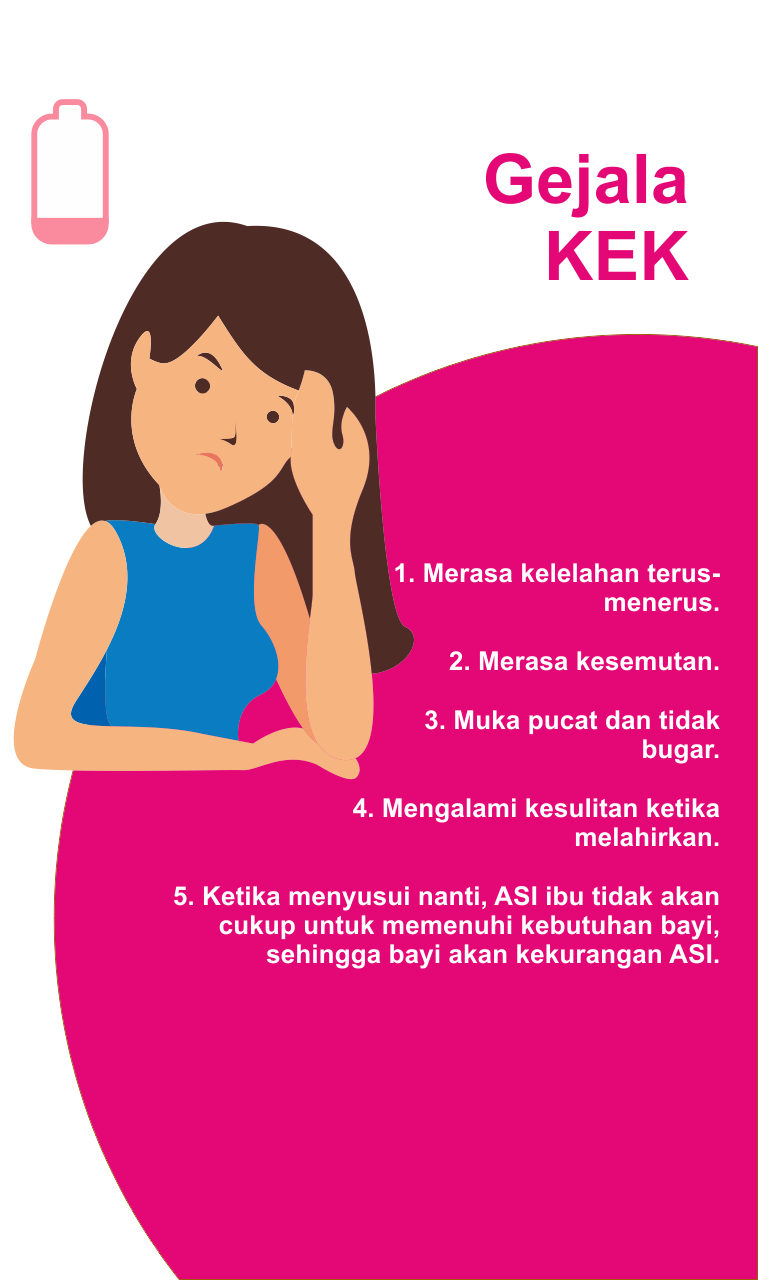 Gejala
KEK
1. Merasa kelelahan terus-
menerus.
2. Merasa kesemutan.
3. Muka pucat dan tidak
bugar.
4. Mengalami kesulitan ketika
melahirkan.
5. Ketika menyusui nanti, ASI ibu tidak akan
cukup untuk memenuhi kebutuhan bayi,
sehingga bayi akan kekurangan ASI.